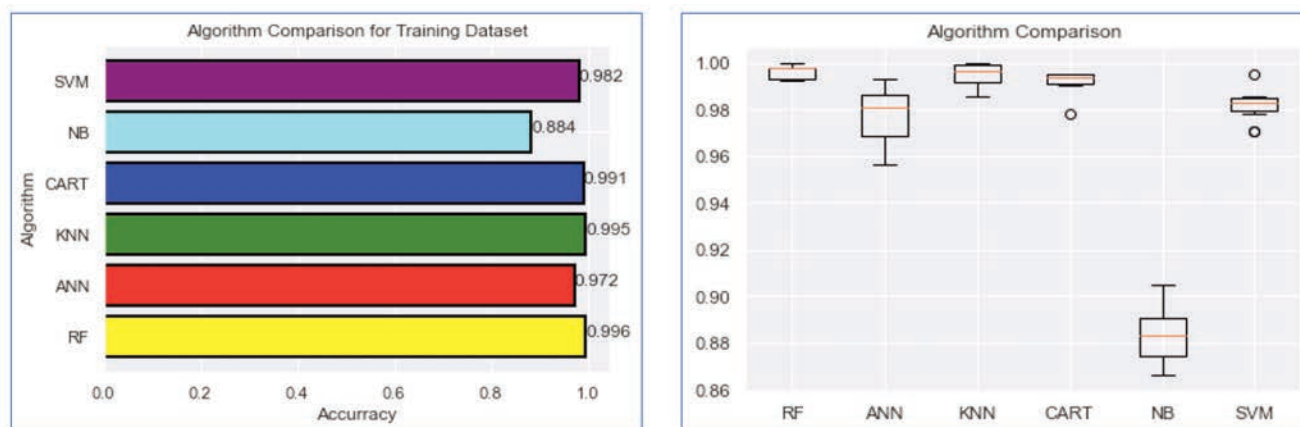 Algorithm Comparison for Training Dataset
Algorithm
SVM
0.982
NB
0.884
CART
0.991
KNN
0.995
ANN
0.972
RF
0.996
0.0 0.2 0.4 0.6 0.8 1.0
Accurracy
Algorithm Comparison
1.00
0.98
0.96
0.94
0.92
0.90
0.88
0.86
RF ANN KNN CART NB SVM